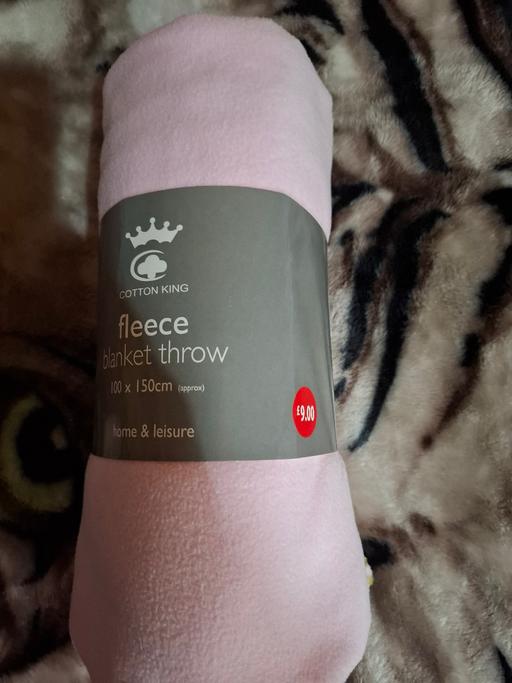 COTTON KING
fleece
blanket throw
100 x 150cm (approx)
£9.00
home & leisure